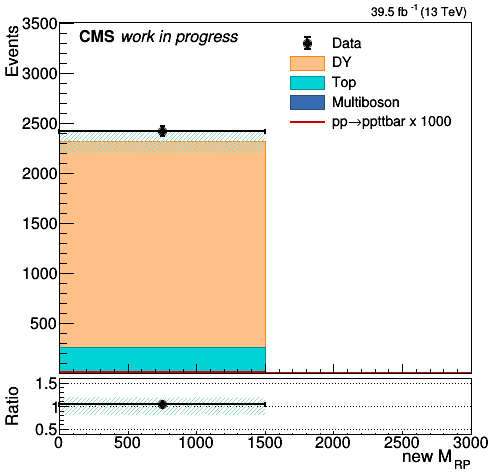 39.5 fb⁻¹ (13 TeV)
CMS work in progress
Events
3500
3000
2500
2000
1500
1000
500
Data
DY
Top
Multiboson
pp→ppttbar x 1000
Ratio
1.5
1
0.5
0 500 1000 1500 2000 2500 3000
new M_RP